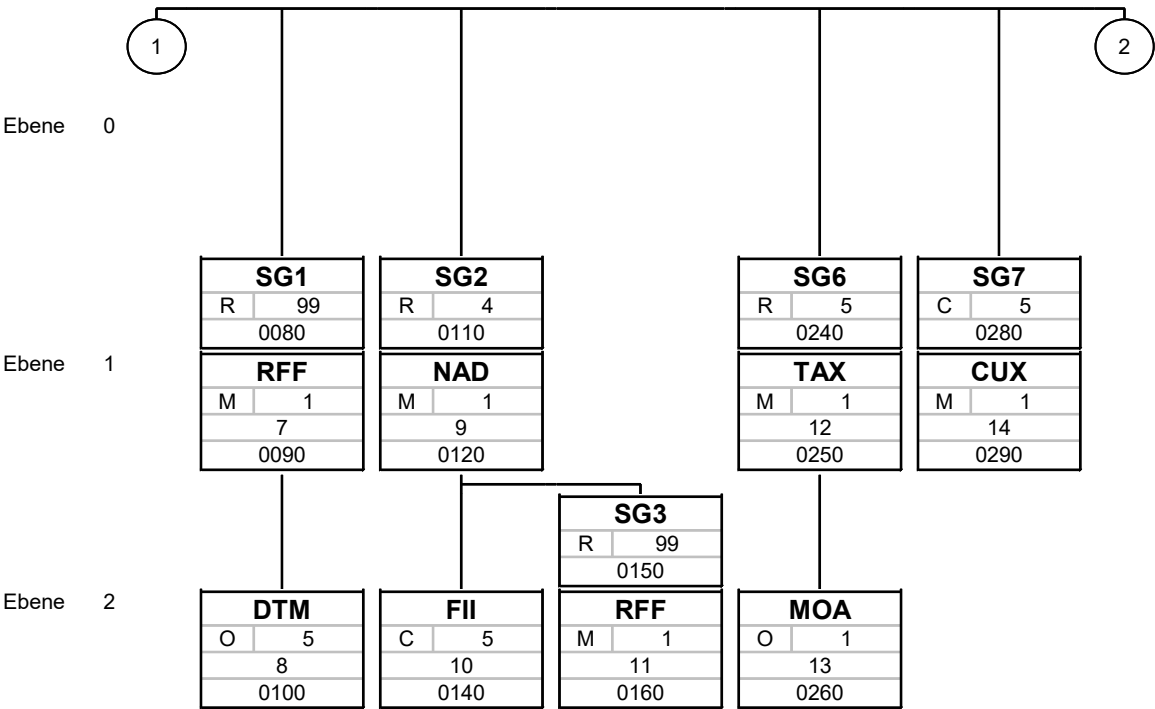 1 2
Ebene 0
SG1 SG2 SG6 SG7
R 99 R 4 R 5 C 5
0080 0110 0240 0280
Ebene 1
RFF NAD TAX CUX
M 1 M 1 M 1 M 1
7 9 12 14
0090 0120 0250 0290
SG3
R 99
0150
Ebene 2
DTM FII RFF MOA
O 5 C 5 M 1 O 1
8 10 11 13
0100 0140 0160 0260